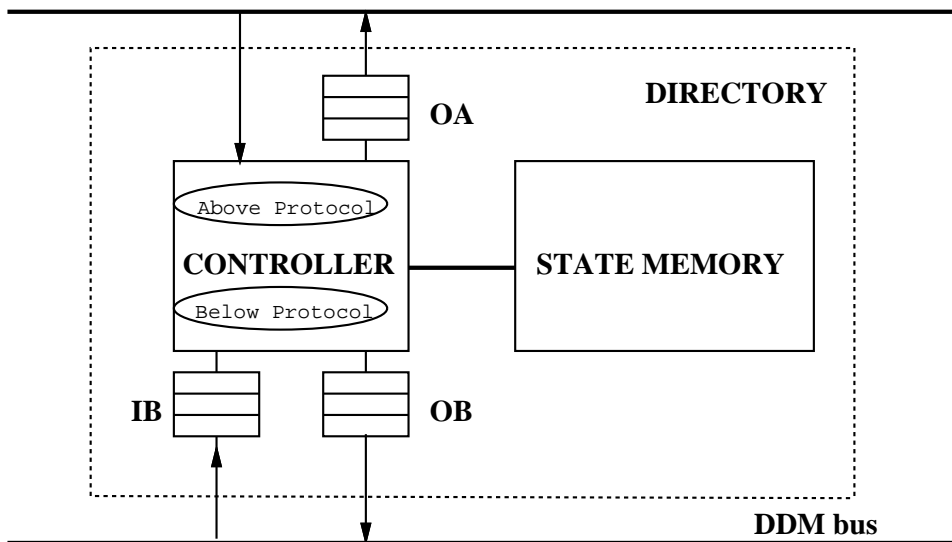 DIRECTORY
OA
Above Protocol
CONTROLLER
STATE MEMORY
Below Protocol
IB
OB
DDM bus